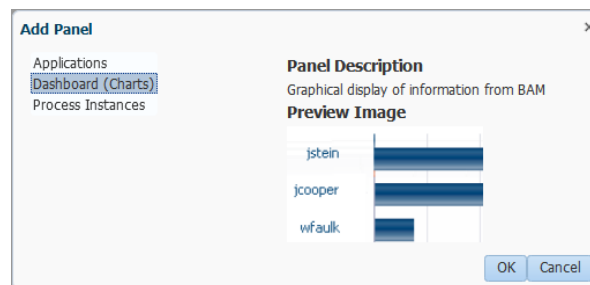 Add Panel
Applications
Dashboard (Charts)
Process Instances
Panel Description
Graphical display of information from BAM
Preview Image
jstein
jcooper
wfaulk
OK Cancel